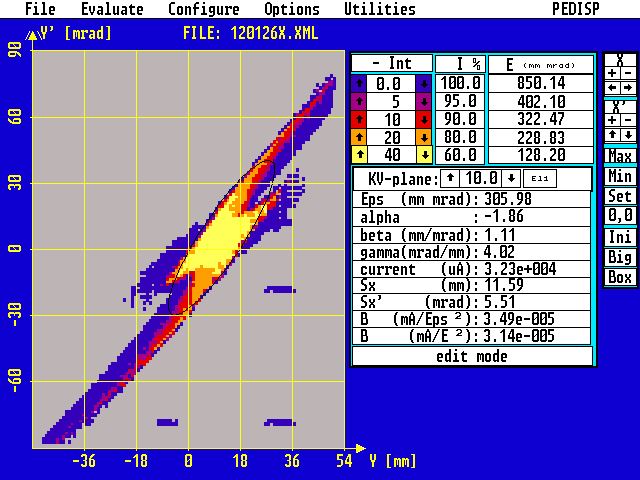 File Evaluate Configure Options Utilities PEDISP
Y' [mrad] FILE: 120126X.XML
90
60
30
0
-30
-60
-36 -18 0 18 36 54 Y [mm]
- Int I % E (mm mrad)
0.0 100.0 850.14
5 95.0 402.10
10 90.0 322.47
20 80.0 228.83
40 60.0 128.20
KV-plane: 10.0 Ell
Eps (mm mrad): 305.98
alpha : -1.86
beta (mm/mrad): 1.11
gamma(mrad/mm): 4.02
current (uA): 3.23e+004
Sx (mm): 11.59
Sx' (mrad): 5.51
B (mA/Eps ²): 3.49e-005
B (mA/E ²): 3.14e-005
edit mode
X
+ -
X'
+ -
Max
Min
Set
0,0
Ini
Big
Box